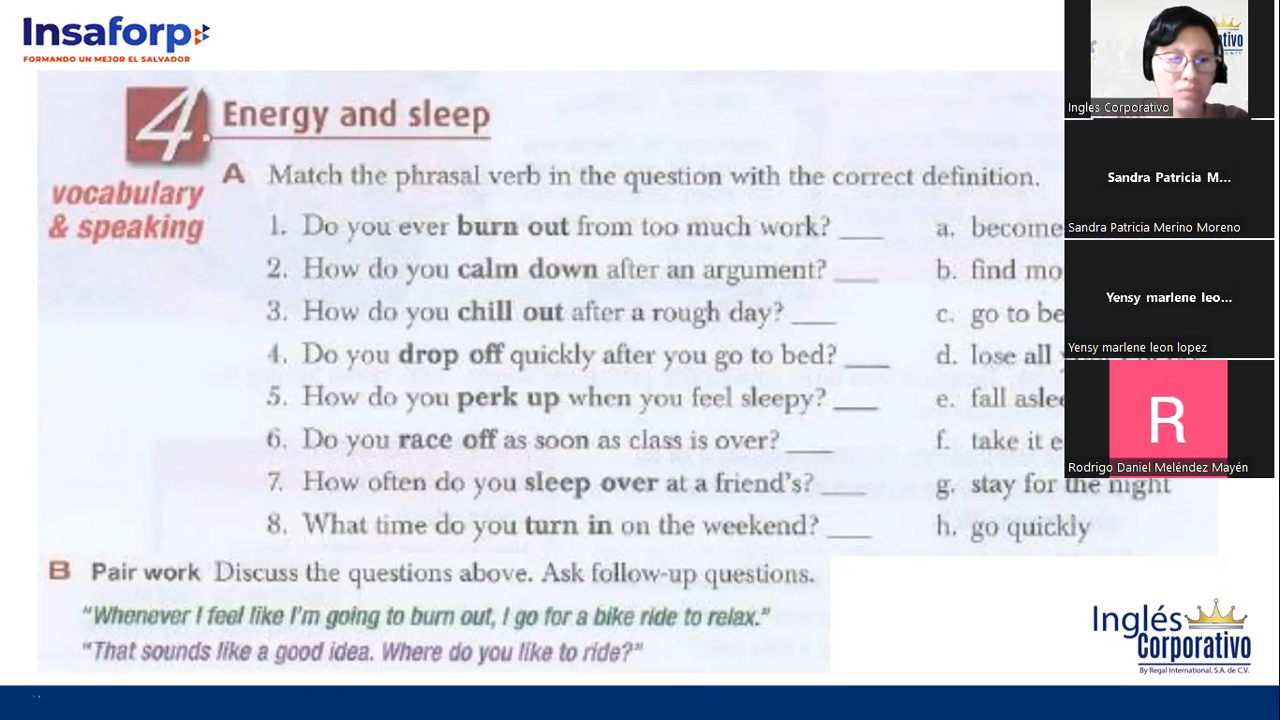 Insaforp
FORMANDO UN MEJOR EL SALVADOR
4. Energy and sleep
vocabulary
& speaking
A Match the phrasal verb in the question with the correct definition.
1. Do you ever burn out from too much work? ___
2. How do you calm down after an argument? ___
3. How do you chill out after a rough day? ___
4. Do you drop off quickly after you go to bed? ___
5. How do you perk up when you feel sleepy? ___
6. Do you race off as soon as class is over? ___
7. How often do you sleep over at a friend's? ___
8. What time do you turn in on the weekend? ___
a. become
b. find
c. go to
d. lose all
e. fall
f. take it
g. stay for the night
h. go quickly
B Pair work Discuss the questions above. Ask follow-up questions.
"Whenever I feel like I'm going to burn out, I go for a bike ride to relax."
"That sounds like a good idea. Where do you like to ride?"
Ingles Corporativo
Sandra Patricia M...
Sandra Patricia Merino Moreno
Yensy marlene leo...
Yensy marlene leon lopez
R
Rodrigo Daniel Meléndez Mayén
Inglés
Corporativo
By Regal International, S.A. de C.V.